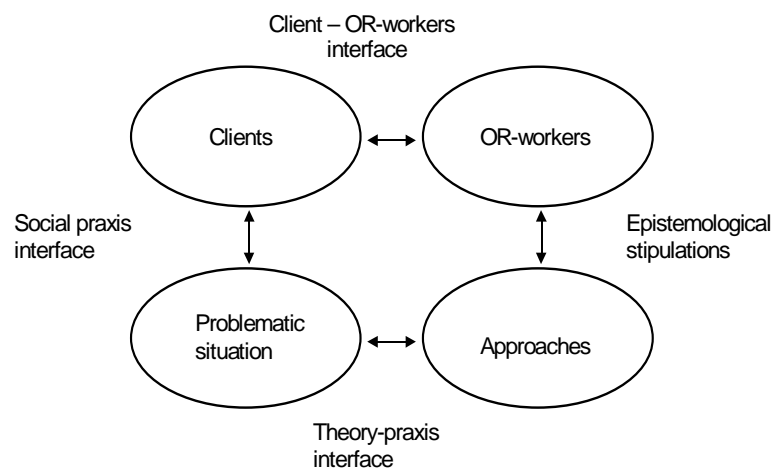 Client – OR-workers
interface
Clients
OR-workers
Social praxis
interface
Epistemological
stipulations
Problematic
situation
Approaches
Theory-praxis
interface